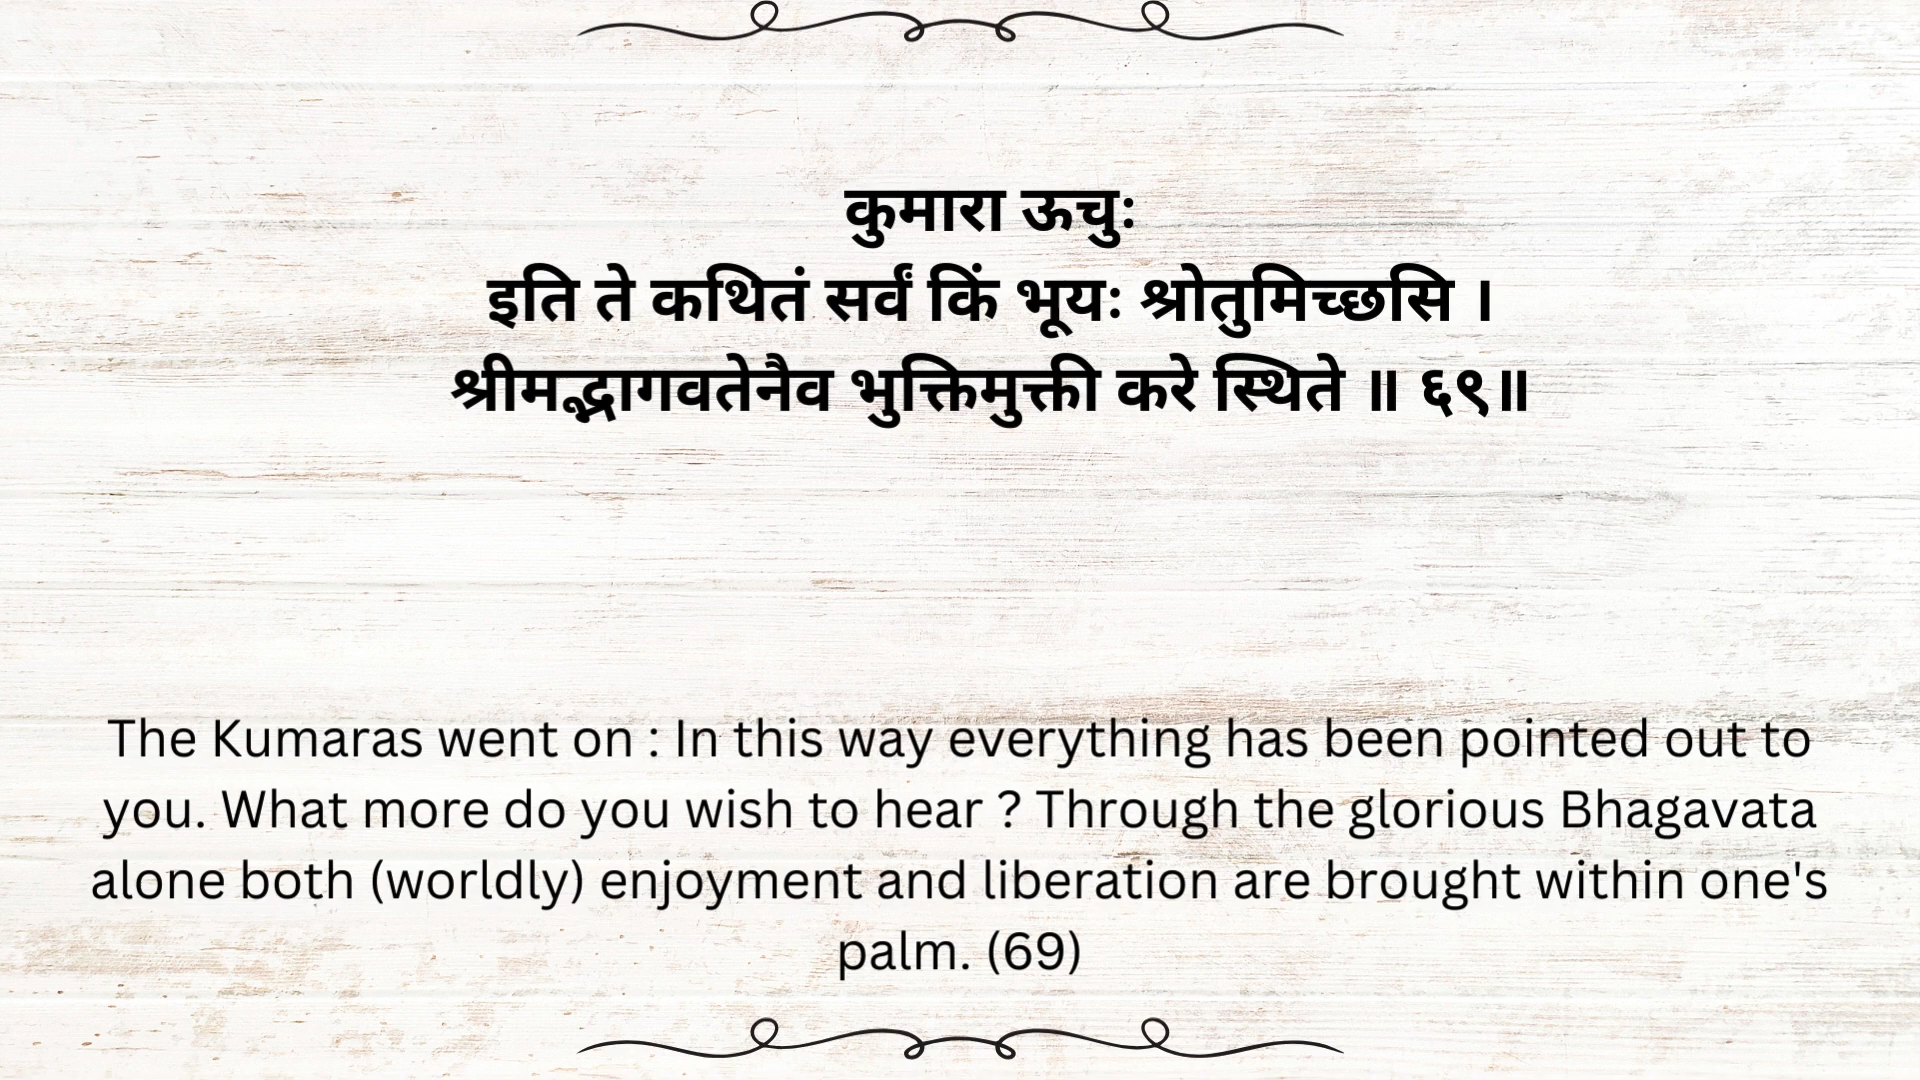 कुमारा ऊचुः
इति ते कथितं सर्वं किं भूयः श्रोतुमिच्छसि ।
श्रीमद्भागवतेनैव भुक्तिमुक्ती करे स्थिते ॥ ६९॥
The Kumaras went on : In this way everything has been pointed out to
you. What more do you wish to hear ? Through the glorious Bhagavata
alone both (worldly) enjoyment and liberation are brought within one's
palm. (69)